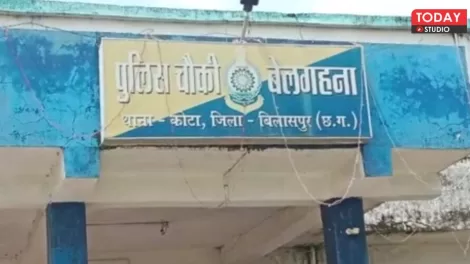 TODAY
STUDIO
पुलिस चौकी बेलगहना
थाना - कोटा, जिला - बिलासपुर (छ.ग.)